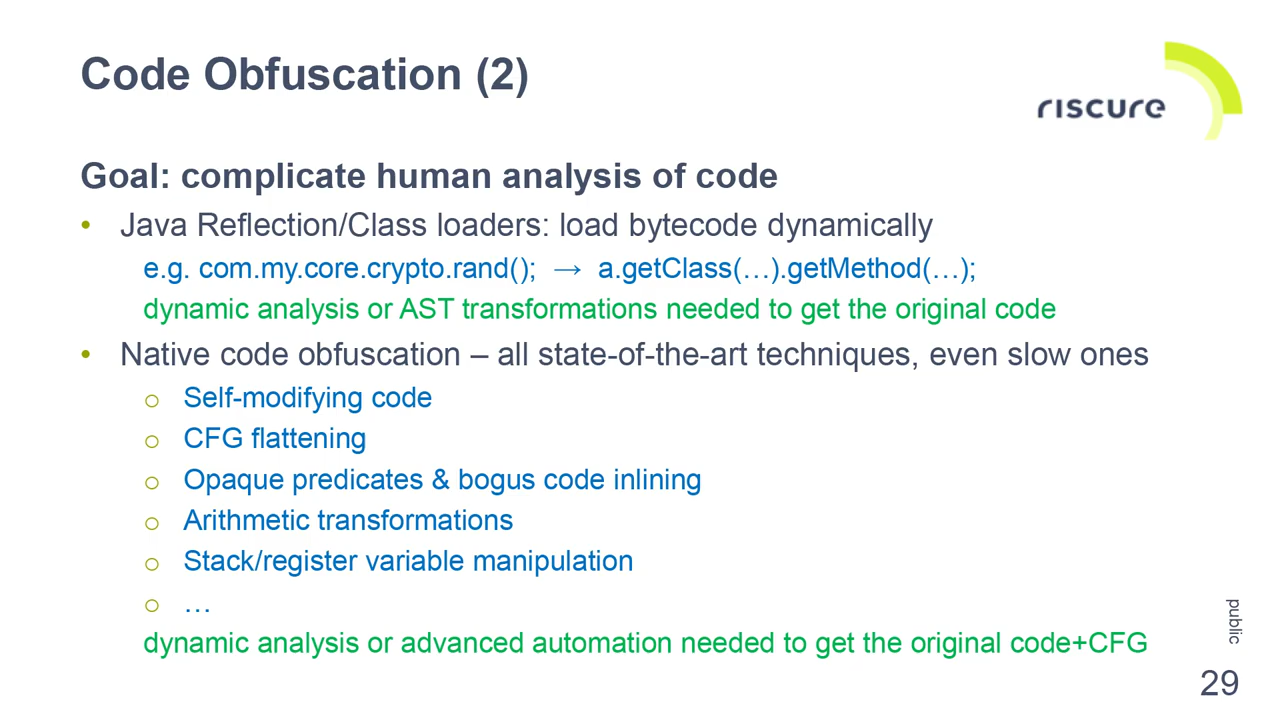 Code Obfuscation (2)
riscure
Goal: complicate human analysis of code
• Java Reflection/Class loaders: load bytecode dynamically
e.g. com.my.core.crypto.rand(); → a.getClass(…).getMethod(…);
dynamic analysis or AST transformations needed to get the original code
• Native code obfuscation – all state-of-the-art techniques, even slow ones
o Self-modifying code
o CFG flattening
o Opaque predicates & bogus code inlining
o Arithmetic transformations
o Stack/register variable manipulation
o …
dynamic analysis or advanced automation needed to get the original code+CFG
public
29